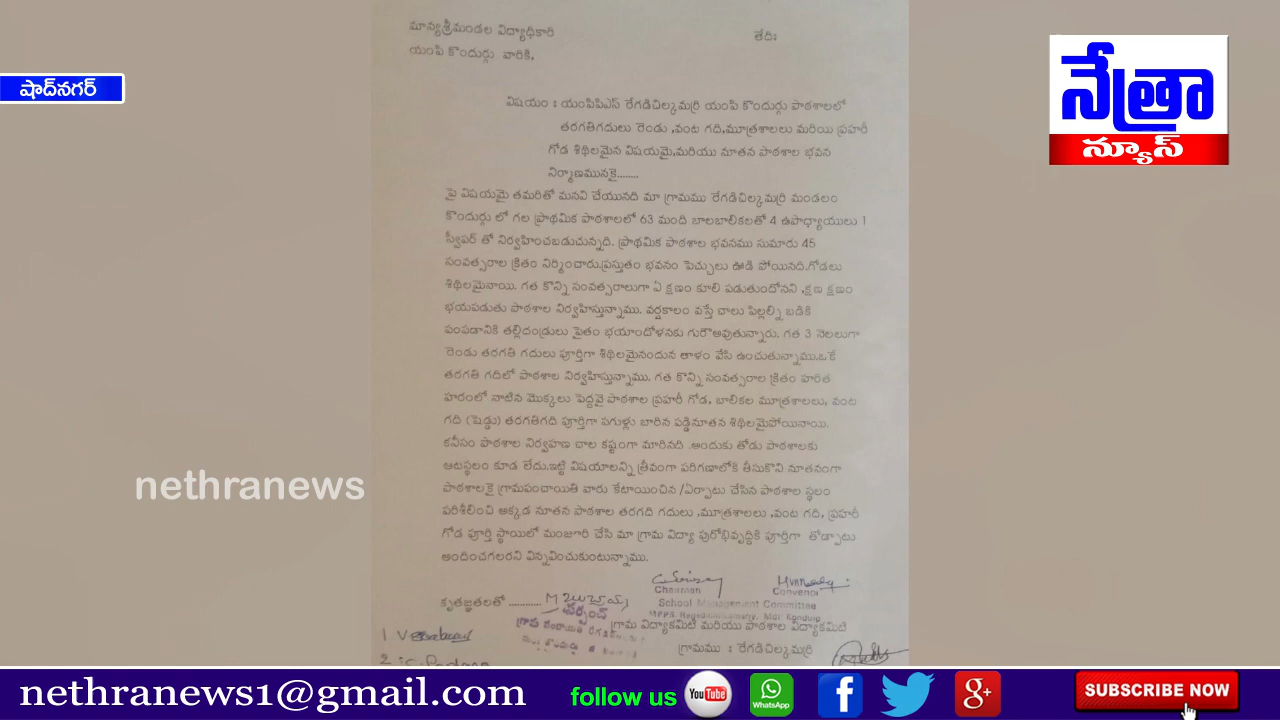 మాన్యశ్రీమండల విద్యాధికారి
తేది:
యంపి కొందుర్గు వారికి,
షాద్‌నగర్
నేత్రా
న్యూస్
విషయం : యంపిపిఎస్ రేగడిచిల్కమర్రి యంపి కొందుర్గు పాఠశాలలో
తరగతిగదులు రెండు ,వంట గది,మూత్రశాలలు మరియి ప్రహరీ
గోడ శిథిలమైన విషయమై,మరియు నూతన పాఠశాల భవన
నిర్మాణమునకై........
పై విషయమై తమరితో మనవి చేయునది మా గ్రామము రేగడిచిల్కమర్రి మండలం
కొందుర్గు లో గల ప్రాథమిక పాఠశాలలో 63 మంది బాలబాలికలతో 4 ఉపాధ్యాయులు 1
స్వీపర్ తో నిర్వహించబడుచున్నది. ప్రాథమిక పాఠశాల భవనము సుమారు 45
సంవత్సరాల క్రితం నిర్మించారు.ప్రస్తుతం భవనం పెచ్చులు ఊడి పోయినది.గోడలు
శిథిలమైనాయి. గత కొన్ని సంవత్సరాలుగా ఏ క్షణం కూలి పడుతుందోనని ,క్షణ క్షణం
భయపడుతు పాఠశాల నిర్వహిస్తున్నాము. వర్షకాలం వస్తే చాలు పిల్లల్ని బడికి
పంపడానికి తల్లిదండ్రులు పైతం భయాందోళనకు గురౌఅవుతున్నారు. గత 3 నెలలుగా
రెండు తరగతి గదులు పూర్తిగా శిథిలమైనందున తాళం వేసి ఉంచుతున్నాము.ఒకే
తరగతి గదిలో పాఠశాల నిర్వహిస్తున్నాము. గత కొన్ని సంవత్సరాల క్రితం హరిత
హరంలో నాటిన మొక్కలు పెద్దవై పాఠశాల ప్రహరీ గోడ, బాలికల మూత్రశాలలు, వంట
గది (షెడ్డు) తరగతిగది పూర్తిగా పగుళ్లు బారిన పడ్డినూతన శిథిలమైపోయినాయి.
కనీసం పాఠశాల నిర్వహణ చాల కష్టంగా మారినది .అందుకు తోడు పాఠశాలకు
ఆటస్థలం కూడ లేదు.ఇట్టి విషయాలన్ని త్రీవంగా పరిగణాలోకి తీసుకొని నూతనంగా
పాఠశాలకై గ్రామపంచాయితి వారు కేటాయించిన /ఏర్పాటు చేసిన పాఠశాల స్థలం
పరిశీలించి అక్కడ నూతన పాఠశాల తరగది గదులు ,మూత్రశాలలు ,వంట గది, ప్రహరీ
గోడ పూర్తి స్థాయిలో మంజూరి చేసి మా గ్రామ విద్యా పురోభివృద్ధికి పూర్తిగా తోడ్పాటు
అందించగలరని విన్నవించుకుంటున్నాము.
nethranews
కృతజ్ఞతలతో ...........
సర్పంచ్
Chairman Convenor
School Management Committee
గ్రామ విద్యాకమిటి మరియు పాఠశాల విద్యాకమిటి
గ్రామము : రేగడిచిల్కమర్రి
1
2
nethranews1@gmail.com
follow us
You Tube
WhatsApp
f
g+
SUBSCRIBE NOW